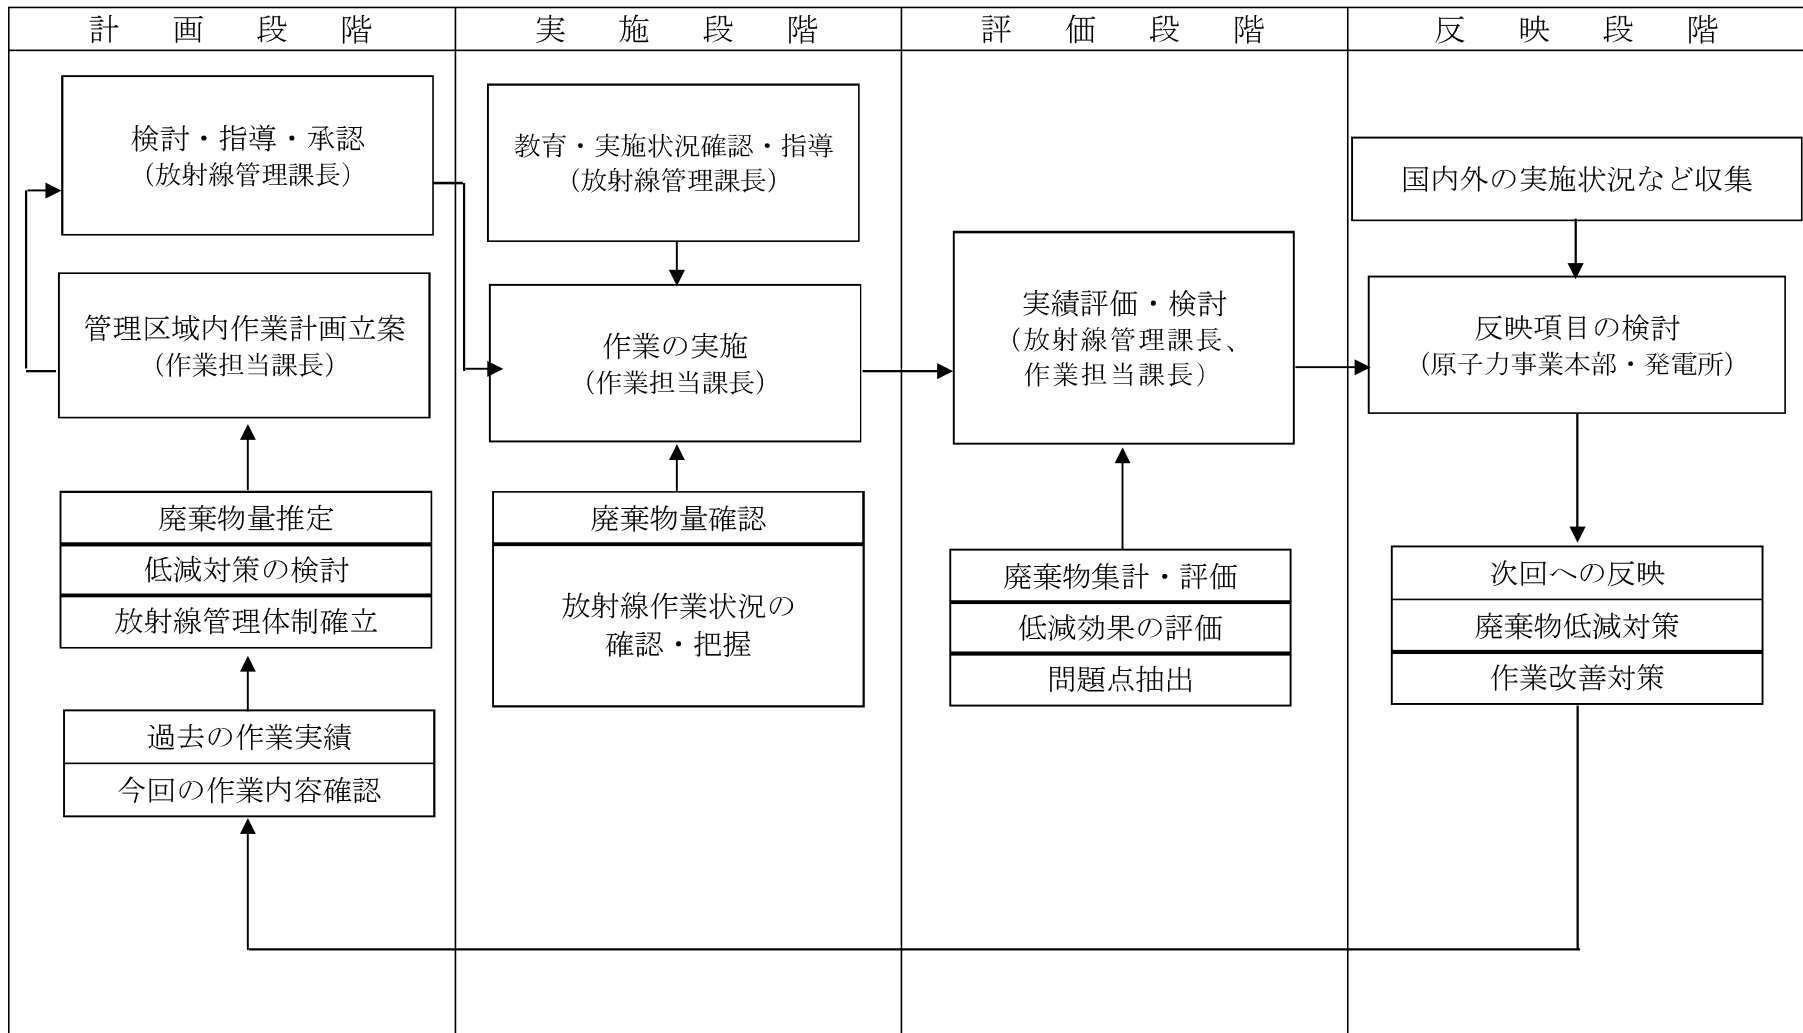 計画段階
検討・指導・承認
（放射線管理課長）
管理区域内作業計画立案
（作業担当課長）
廃棄物量推定
低減対策の検討
放射線管理体制確立
過去の作業実績
今回の作業内容確認
実施段階
教育・実施状況確認・指導
（放射線管理課長）
作業の実施
（作業担当課長）
廃棄物量確認
放射線作業状況の
確認・把握
評価段階
実績評価・検討
（放射線管理課長、
作業担当課長）
廃棄物集計・評価
低減効果の評価
問題点抽出
反映段階
国内外の実施状況など収集
反映項目の検討
（原子力事業本部・発電所）
次回への反映
廃棄物低減対策
作業改善対策